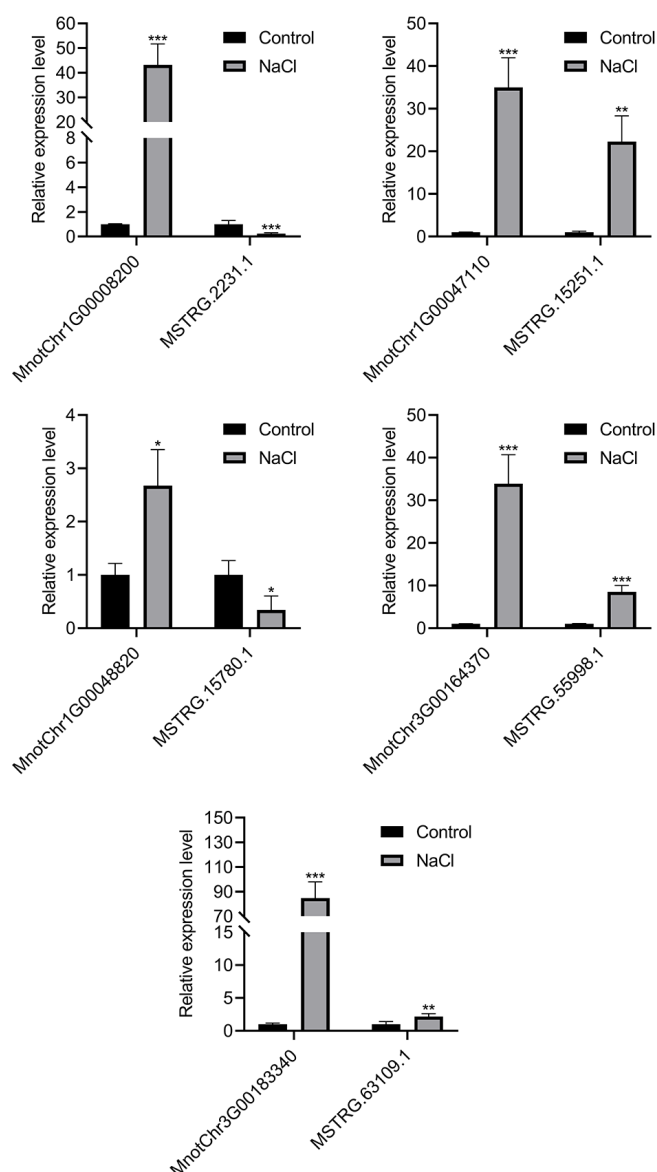 Relative expression level
60
50
40
30
20
8
6
4
2
0
***
***
Control
NaCl
MnotChr1G00008200
MSTRG.2231.1
Relative expression level
50
40
30
20
10
0
***
**
Control
NaCl
MnotChr1G00047110
MSTRG.15251.1
Relative expression level
4
3
2
1
0
*
*
Control
NaCl
MnotChr1G00048820
MSTRG.15780.1
Relative expression level
50
40
30
20
10
0
***
***
Control
NaCl
MnotChr3G00164370
MSTRG.55998.1
Relative expression level
150
130
110
90
70
15
10
5
0
***
**
Control
NaCl
MnotChr3G00183340
MSTRG.63109.1